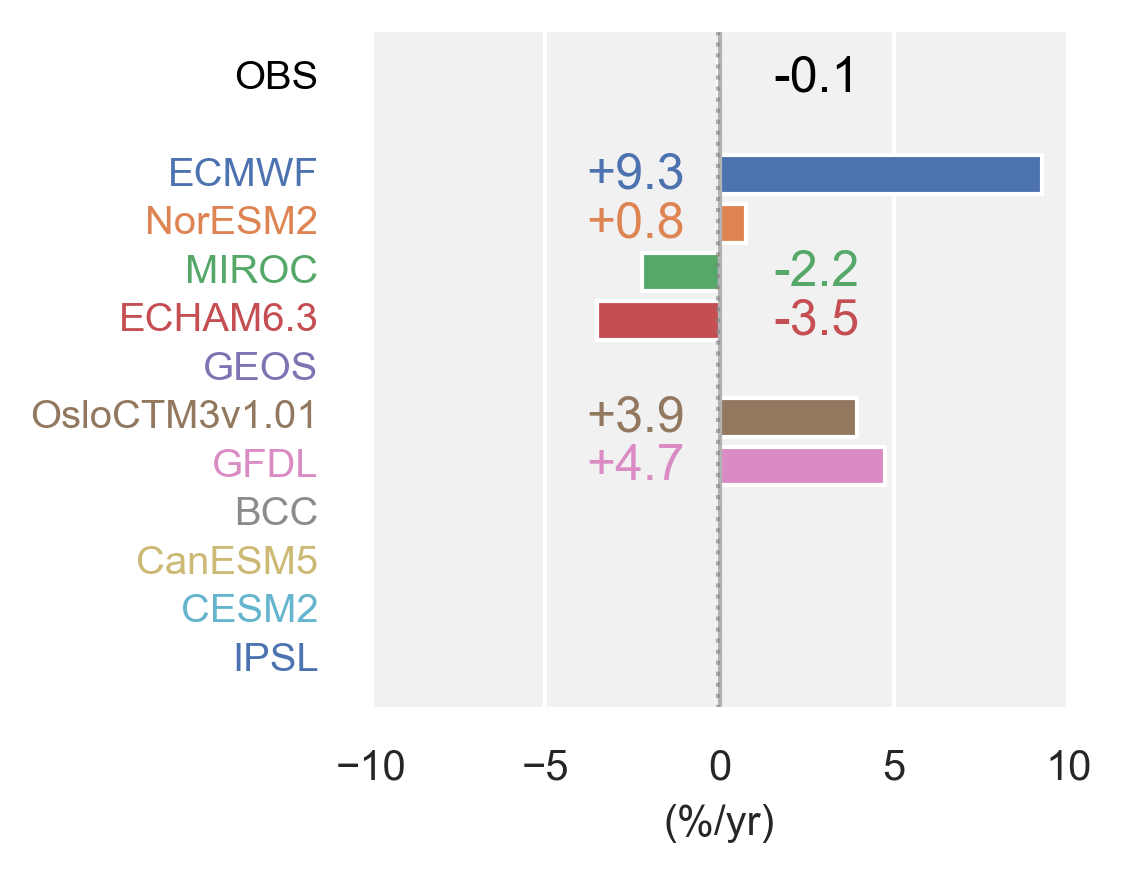 OBS -0.1
ECMWF +9.3
NorESM2 +0.8
MIROC -2.2
ECHAM6.3 -3.5
GEOS
OsloCTM3v1.01 +3.9
GFDL +4.7
BCC
CanESM5
CESM2
IPSL
−10 −5 0 5 10
(%/yr)